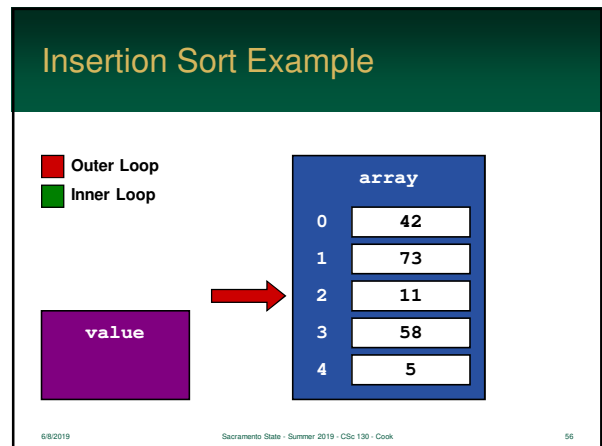 Insertion Sort Example
Outer Loop
Inner Loop
array
0 42
1 73
2 11
3 58
4 5
value
6/8/2019 Sacramento State - Summer 2019 - CSc 130 - Cook 56